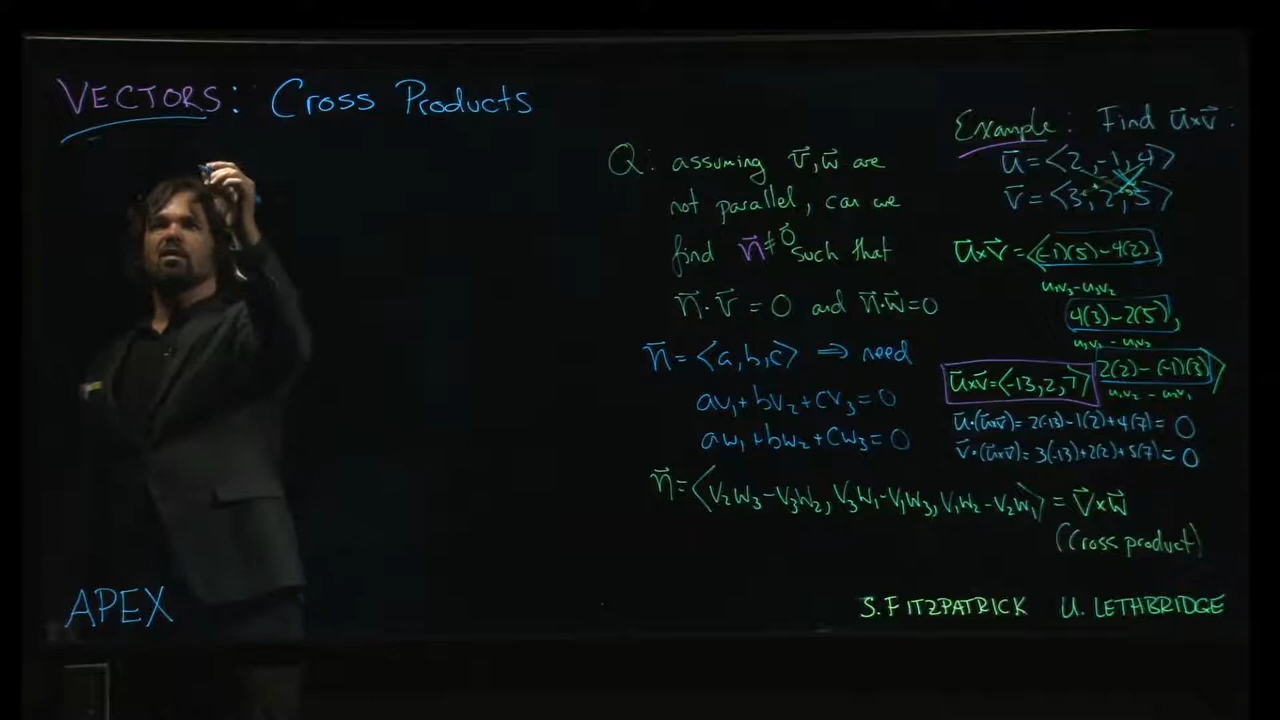 VECTORS: Cross Products
Q: assuming v⃗, w⃗ are
not parallel, can we
find n⃗ ≠ 0⃗ such that
n⃗·v⃗ = 0 and n⃗·w⃗ = 0
n⃗ = ⟨a, b, c⟩ ⇒ need
av₁ + bv₂ + cv₃ = 0
aw₁ + bw₂ + cw₃ = 0
n⃗ = ⟨v₂w₃ − v₃w₂, v₃w₁ − v₁w₃, v₁w₂ − v₂w₁⟩ = v⃗×w⃗
(Cross product)
Example: Find u⃗×v⃗:
u⃗ = ⟨2, −1, 4⟩
v⃗ = ⟨3, 2, 5⟩
u⃗×v⃗ = ⟨(−1)(5) − 4(2),
u₂v₃ − u₃v₂
4(3) − 2(5),
2(2) − (−1)(3)⟩
u₁v₂ − u₂v₁
u⃗×v⃗ = ⟨−13, 2, 7⟩
u⃗·(u⃗×v⃗) = 2(−13) − 1(2) + 4(7) = 0
v⃗·(u⃗×v⃗) = 3(−13) + 2(2) + 5(7) = 0
APEX
S. FITZPATRICK U. LETHBRIDGE